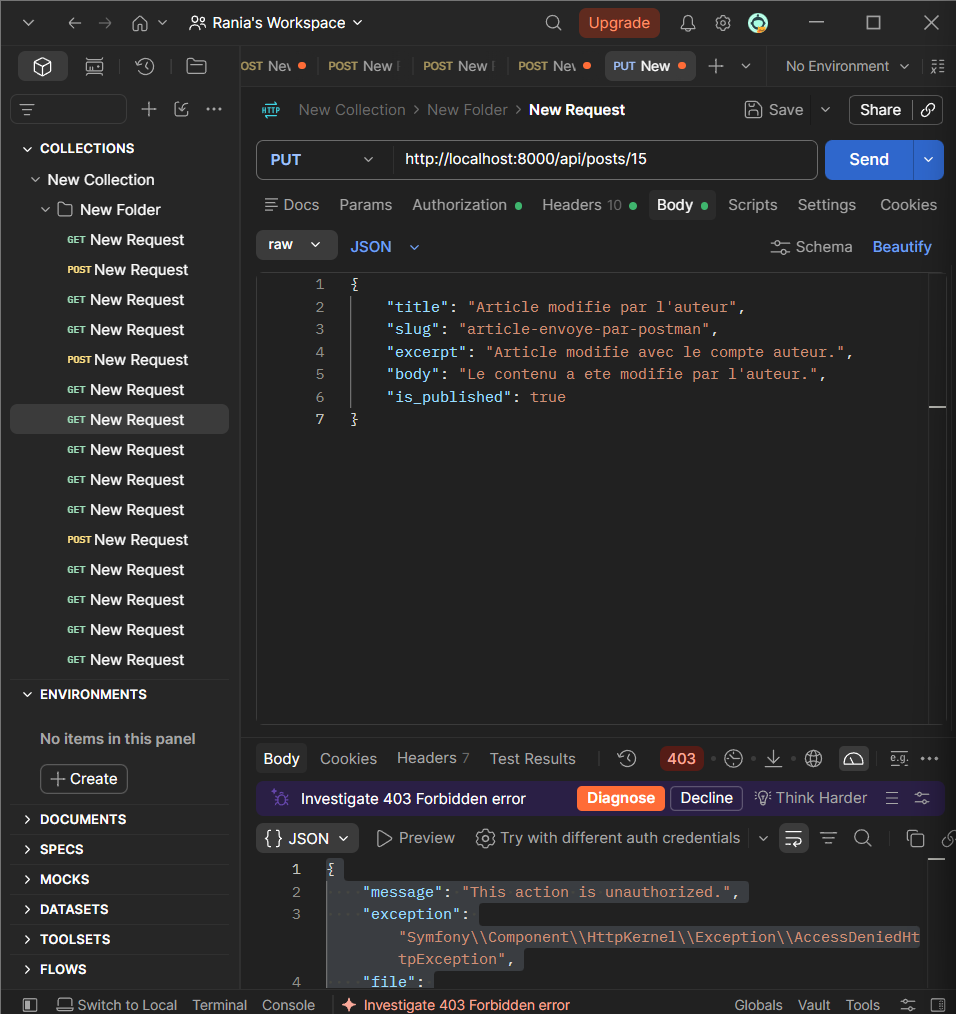 Rania's Workspace
Upgrade
OST Nev
POST New
POST New
POST Nev
PUT New
No Environment
HTTP
New Collection > New Folder > New Request
Save
Share
PUT
http://localhost:8000/api/posts/15
Send
Docs
Params
Authorization
Headers 10
Body
Scripts
Settings
Cookies
raw
JSON
Schema
Beautify
1 {
2 "title": "Article modifie par l'auteur",
3 "slug": "article-envoye-par-postman",
4 "excerpt": "Article modifie avec le compte auteur.",
5 "body": "Le contenu a ete modifie par l'auteur.",
6 "is_published": true
7 }
COLLECTIONS
New Collection
New Folder
GET New Request
POST New Request
GET New Request
GET New Request
POST New Request
GET New Request
GET New Request
GET New Request
GET New Request
GET New Request
POST New Request
GET New Request
GET New Request
GET New Request
GET New Request
ENVIRONMENTS
No items in this panel
+ Create
DOCUMENTS
SPECS
MOCKS
DATASETS
TOOLSETS
FLOWS
Body
Cookies
Headers 7
Test Results
403
e.g.
Investigate 403 Forbidden error
Diagnose
Decline
Think Harder
{} JSON
Preview
Try with different auth credentials
1 {
2 "message": "This action is unauthorized.",
3 "exception":
"Symfony\\Component\\HttpKernel\\Exception\\AccessDeniedHt
tpException",
4 "file":
Switch to Local
Terminal
Console
Investigate 403 Forbidden error
Globals
Vault
Tools